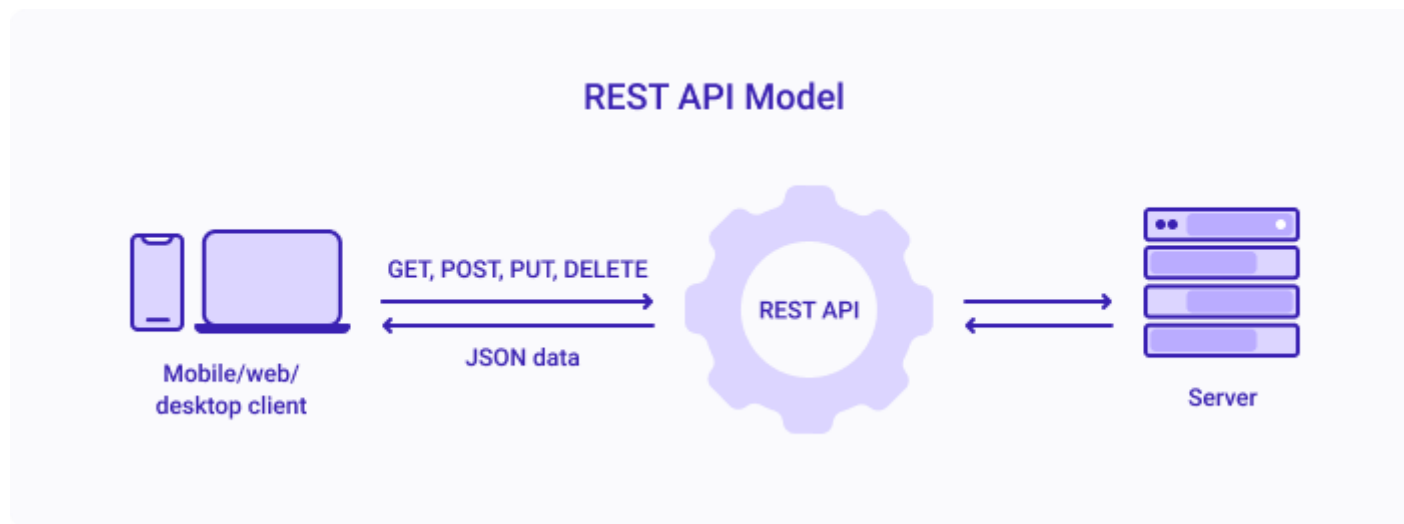 REST API Model
GET, POST, PUT, DELETE
REST API
JSON data
Mobile/web/
desktop client
Server